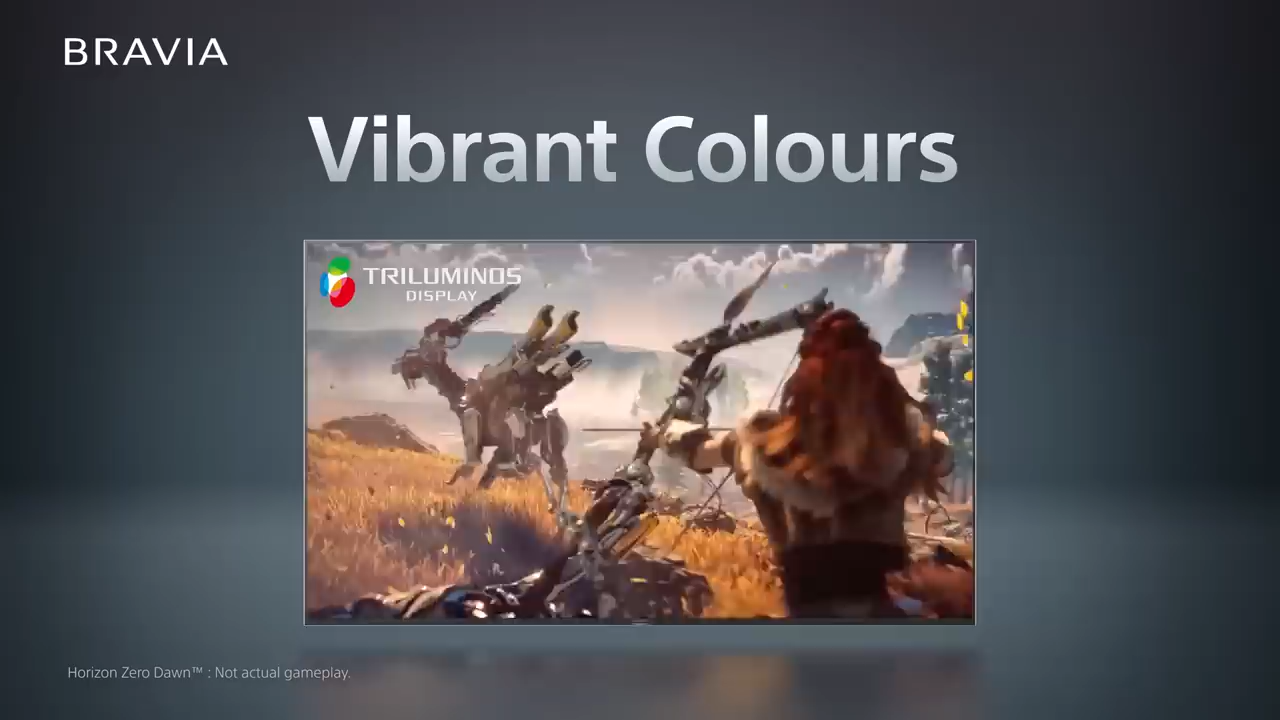 BRAVIA
Vibrant Colours
TRILUMINOS
DISPLAY
Horizon Zero Dawn™ : Not actual gameplay.